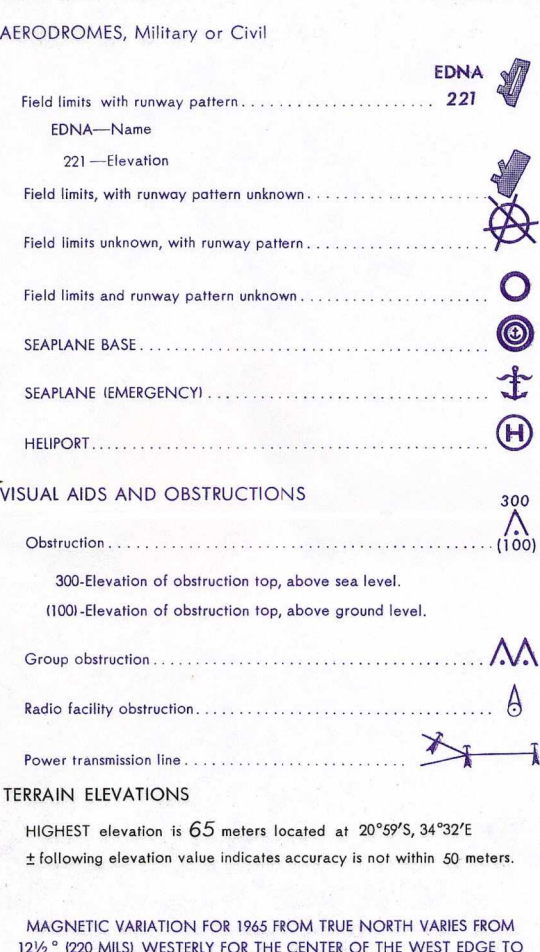 AERODROMES, Military or Civil
EDNA
Field limits with runway pattern...................... 221
EDNA—Name
221 —Elevation
Field limits, with runway pattern unknown.....................
Field limits unknown, with runway pattern.....................
Field limits and runway pattern unknown......................
SEAPLANE BASE.........................................
SEAPLANE (EMERGENCY).................................
HELIPORT...............................................
H
VISUAL AIDS AND OBSTRUCTIONS
300
Obstruction............................................. (100)
300-Elevation of obstruction top, above sea level.
(100)-Elevation of obstruction top, above ground level.
Group obstruction.......................................
Radio facility obstruction..................................
Power transmission line..........................
TERRAIN ELEVATIONS
HIGHEST elevation is 65 meters located at 20°59'S, 34°32'E
± following elevation value indicates accuracy is not within 50 meters.
MAGNETIC VARIATION FOR 1965 FROM TRUE NORTH VARIES FROM
12½° (220 MILS) WESTERLY FOR THE CENTER OF THE WEST EDGE TO